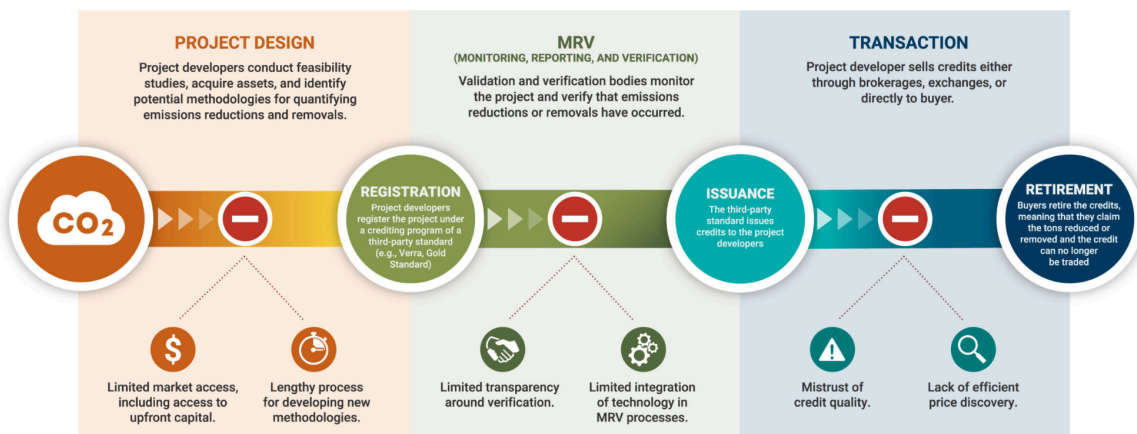 PROJECT DESIGN
Project developers conduct feasibility
studies, acquire assets, and identify
potential methodologies for quantifying
emissions reductions and removals.
MRV
(MONITORING, REPORTING, AND VERIFICATION)
Validation and verification bodies monitor
the project and verify that emissions
reductions or removals have occurred.
TRANSACTION
Project developer sells credits either
through brokerages, exchanges, or
directly to buyer.
CO2
REGISTRATION
Project developers
register the project under
a crediting program of a
third-party standard
(e.g., Verra, Gold
Standard)
ISSUANCE
The third-party
standard issues
credits to the project
developers
RETIREMENT
Buyers retire the credits,
meaning that they claim
the tons reduced or
removed and the credit
can no longer
be traded
$
Limited market access,
including access to
upfront capital.
Lengthy process
for developing new
methodologies.
Limited transparency
around verification.
Limited integration
of technology in
MRV processes.
Mistrust of
credit quality.
Lack of efficient
price discovery.